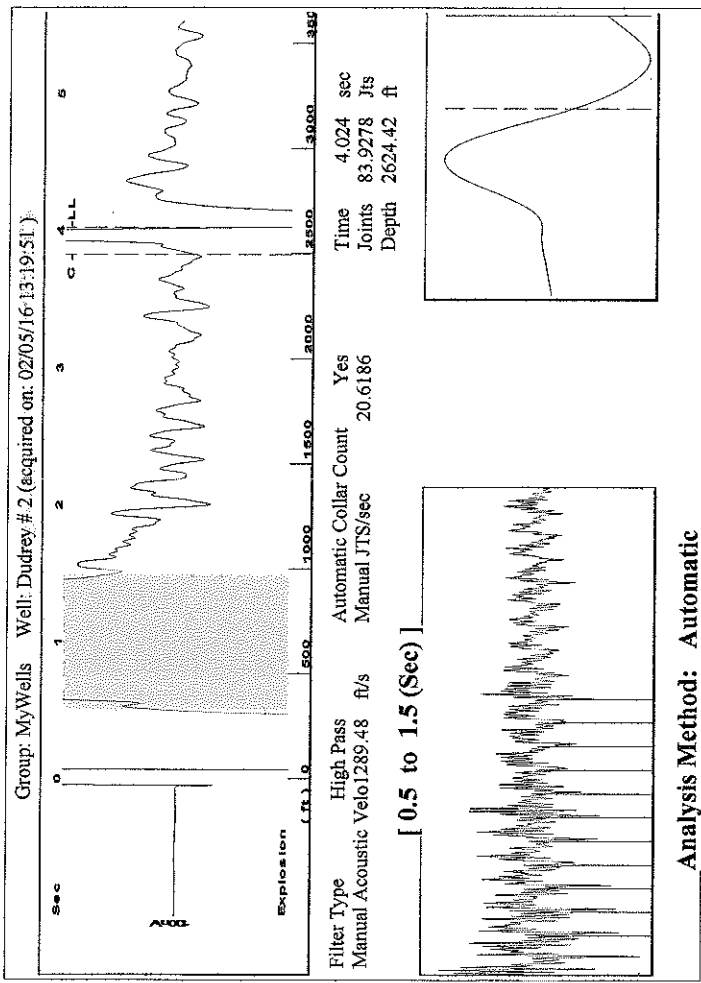 Group: MyWells Well: Dudrey # 2 (acquired on: 02/05/16 13:19:51 )
Sec 0 1 2 3 C 4 LL 5
Explosion
( ft ) 0 500 1000 1500 2000 2500 3000 350
Filter Type High Pass Automatic Collar Count Yes Time 4.024 sec
Manual Acoustic Velo1289.48 ft/s Manual JTS/sec 20.6186 Joints 83.9278 Jts
Depth 2624.42 ft
[ 0.5 to 1.5 (Sec) ]
Analysis Method: Automatic